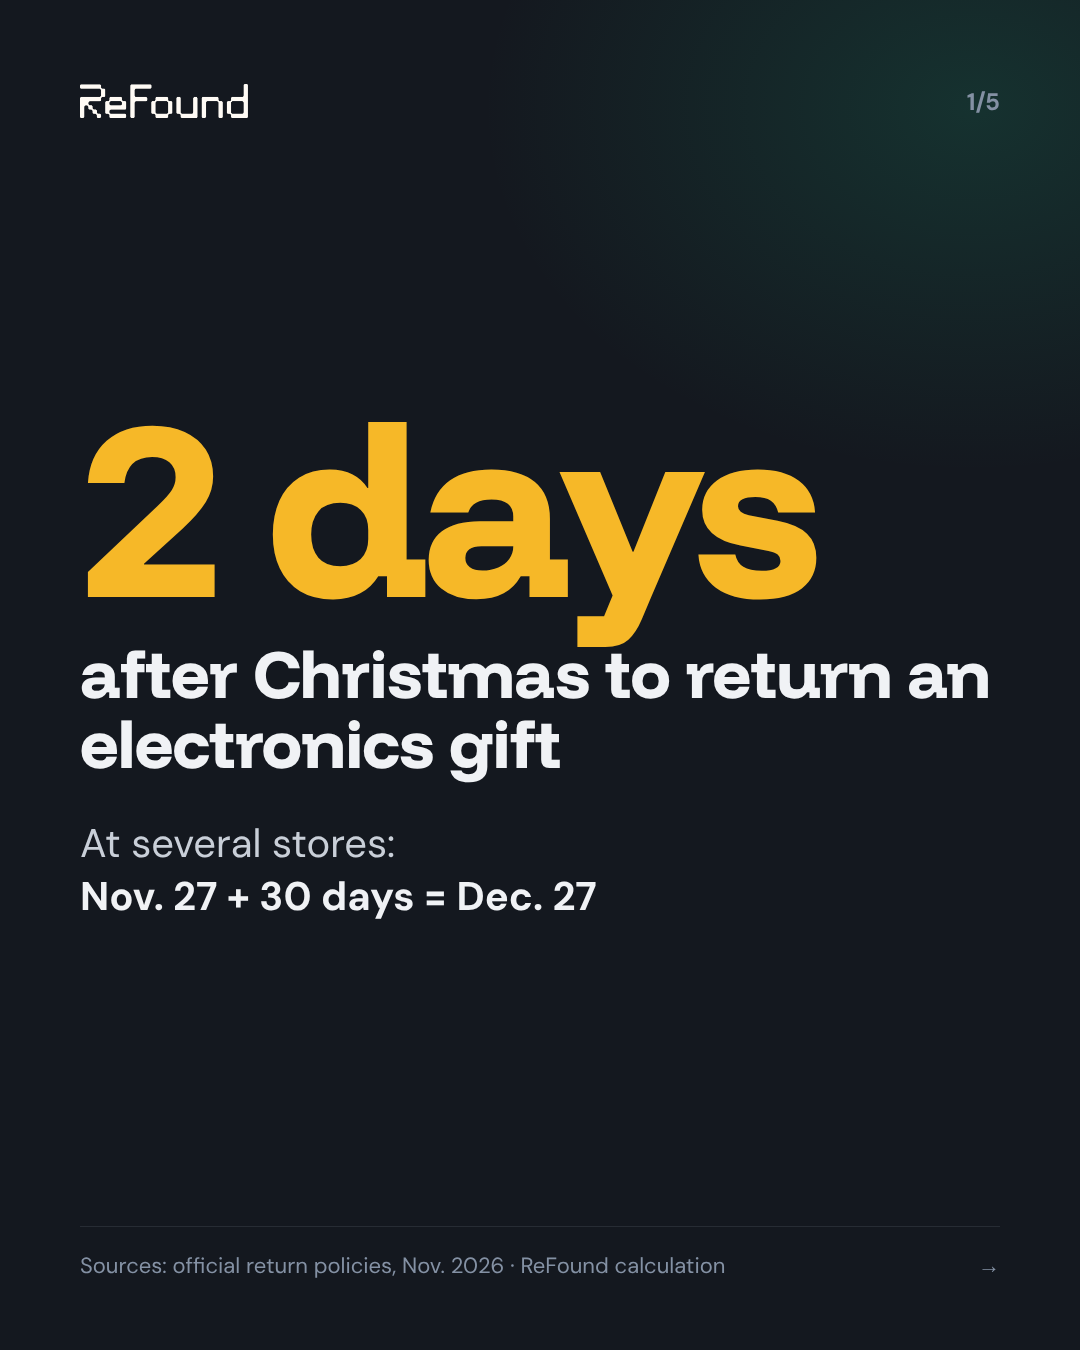 ReFound
1/5
2 days
after Christmas to return an
electronics gift
At several stores:
Nov. 27 + 30 days = Dec. 27
Sources: official return policies, Nov. 2026 · ReFound calculation
→